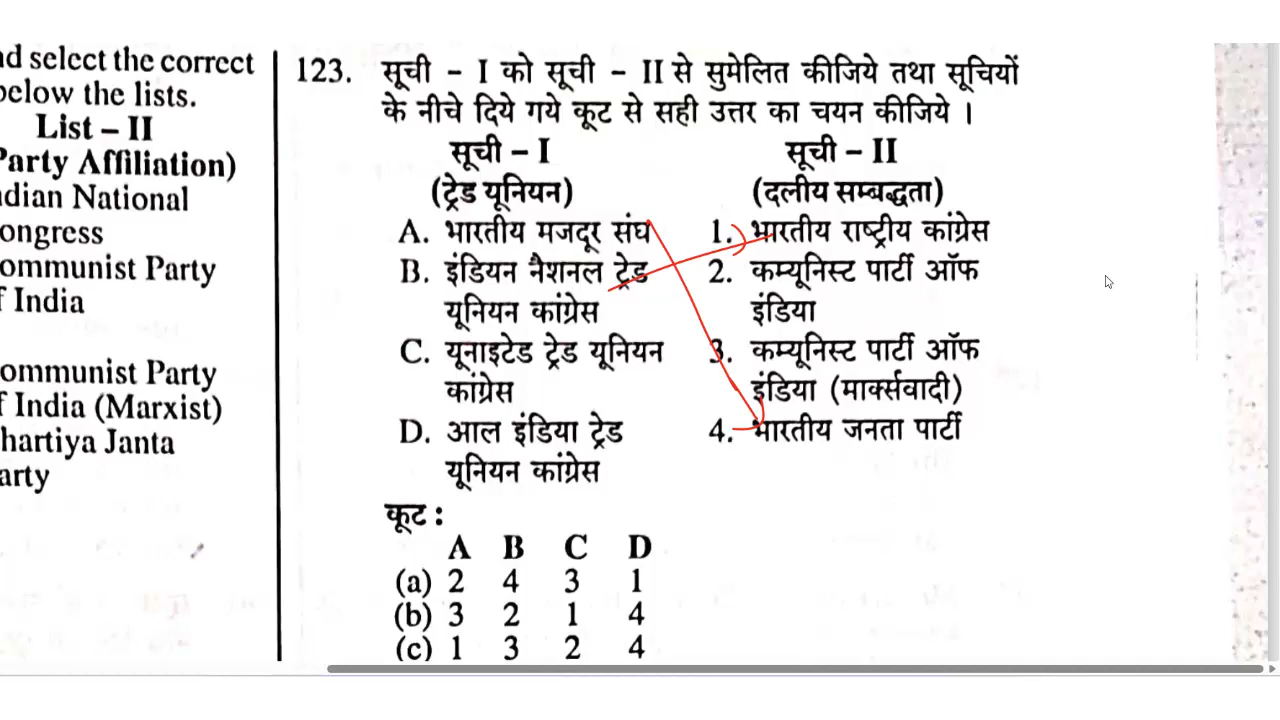 nd select the correct
below the lists.
List – II
Party Affiliation)
ndian National
ongress
ommunist Party
f India
ommunist Party
f India (Marxist)
hartiya Janta
arty
123. सूची – I को सूची – II से सुमेलित कीजिये तथा सूचियों
के नीचे दिये गये कूट से सही उत्तर का चयन कीजिये ।
सूची – I सूची – II
(ट्रेड यूनियन) (दलीय सम्बद्धता)
A. भारतीय मजदूर संघ 1. भारतीय राष्ट्रीय कांग्रेस
B. इंडियन नैशनल ट्रेड 2. कम्यूनिस्ट पार्टी ऑफ
यूनियन कांग्रेस इंडिया
C. यूनाइटेड ट्रेड यूनियन 3. कम्यूनिस्ट पार्टी ऑफ
कांग्रेस इंडिया (मार्क्सवादी)
D. आल इंडिया ट्रेड 4. भारतीय जनता पार्टी
यूनियन कांग्रेस
कूट :
A B C D
(a) 2 4 3 1
(b) 3 2 1 4
(c) 1 3 2 4